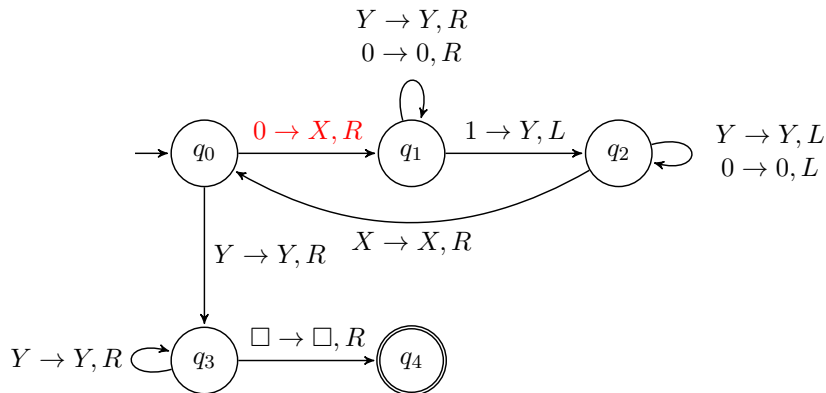 Y → Y, R
0 → 0, R
q0
0 → X, R
q1
1 → Y, L
q2
Y → Y, L
0 → 0, L
X → X, R
Y → Y, R
Y → Y, R
q3
□ → □, R
q4